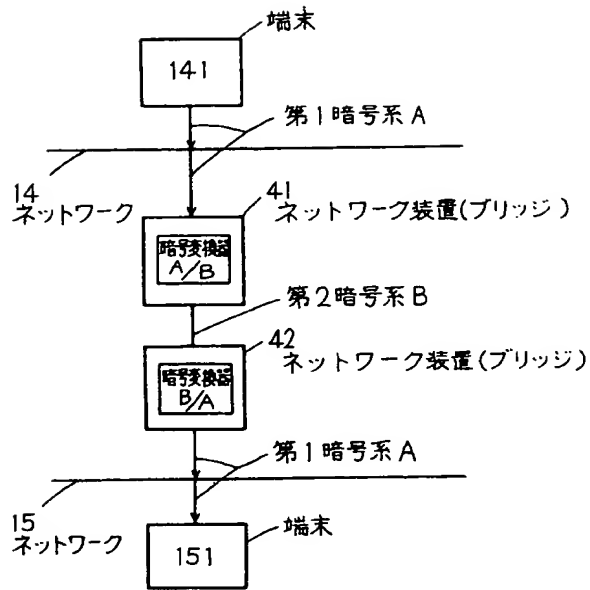 端末
141
第1暗号系A
14
ネットワーク
41
ネットワーク装置(ブリッジ)
暗号変換器
A/B
第2暗号系B
42
ネットワーク装置(ブリッジ)
暗号変換器
B/A
第1暗号系A
15
ネットワーク
端末
151